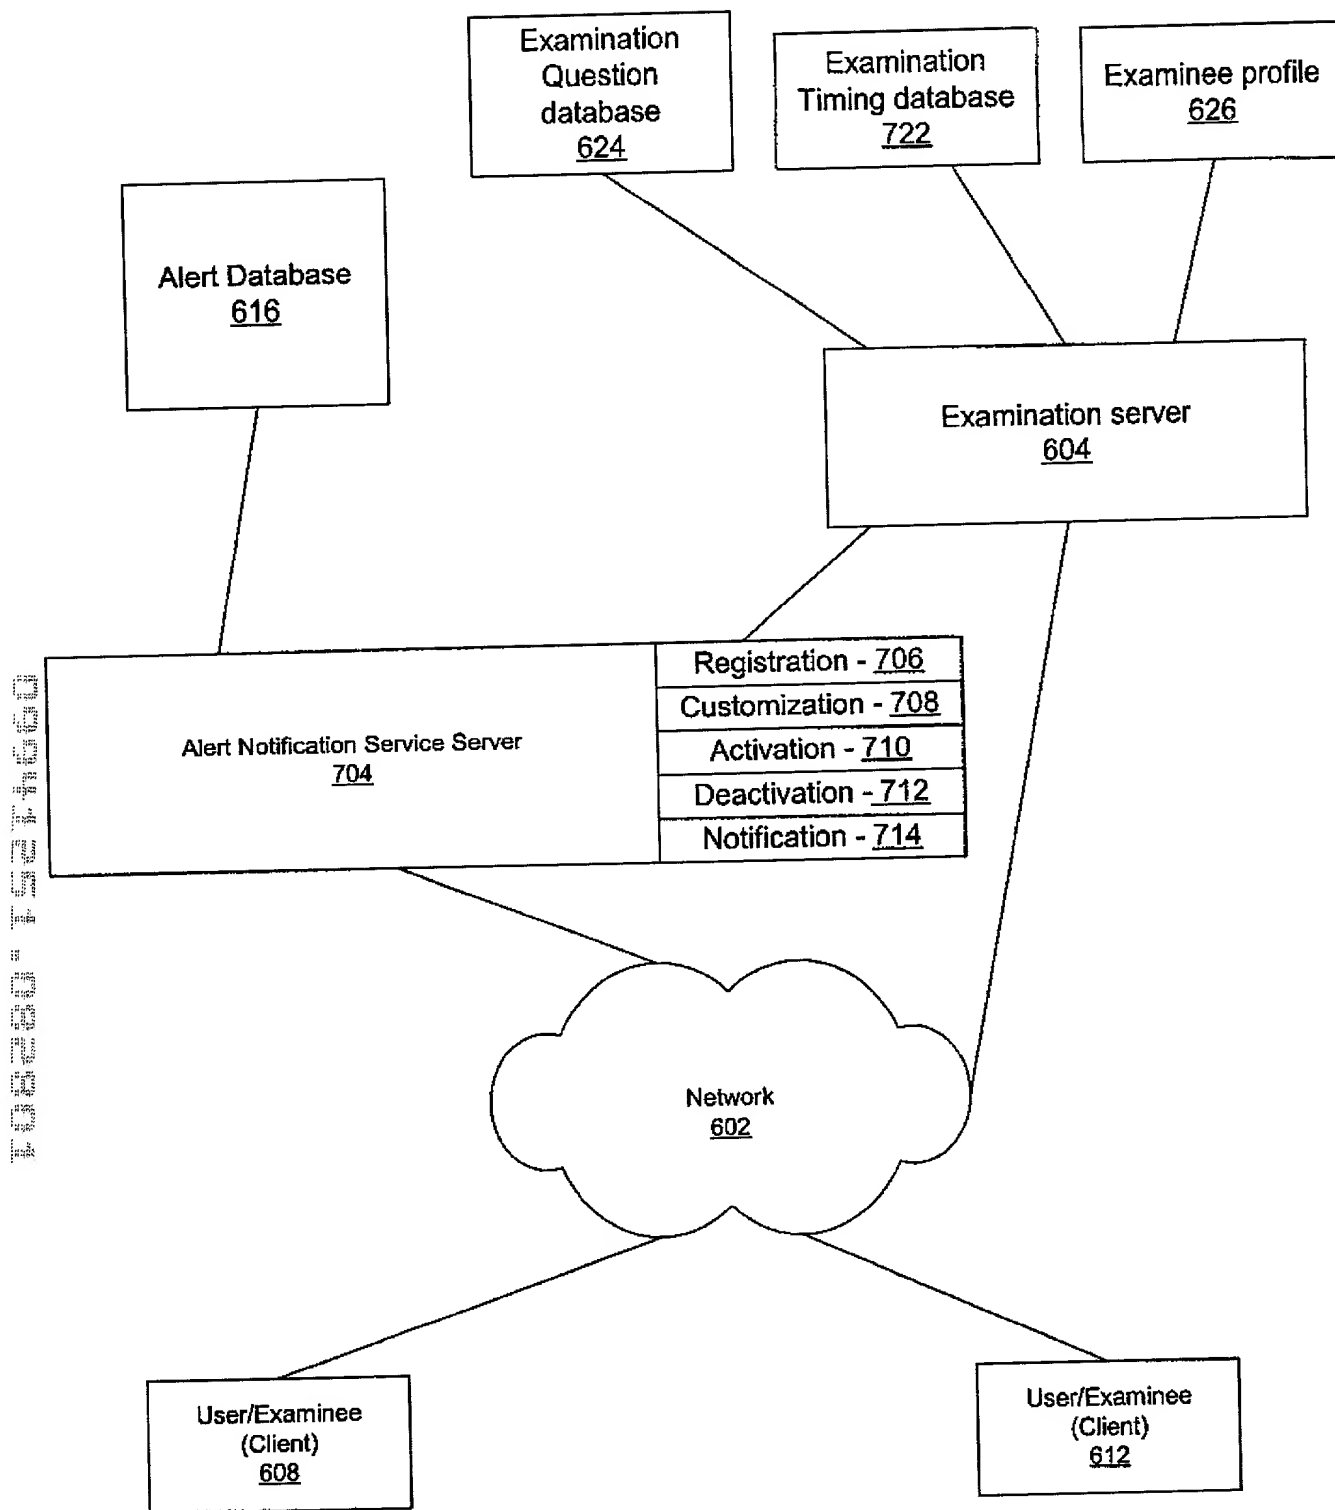 Examination
Question
database
624
Examination
Timing database
722
Examinee profile
626
Alert Database
616
Examination server
604
Alert Notification Service Server
704
Registration - 706
Customization - 708
Activation - 710
Deactivation - 712
Notification - 714
Network
602
User/Examinee
(Client)
608
User/Examinee
(Client)
612